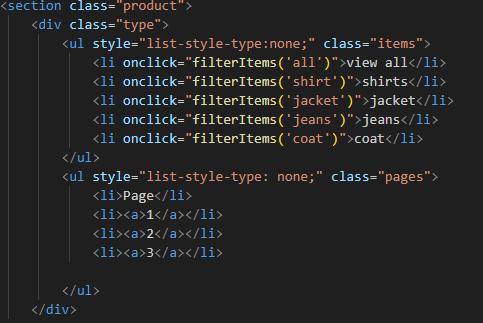 <section class="product">
<div class="type">
<ul style="list-style-type:none;" class="items">
<li onclick="filterItems('all')">view all</li>
<li onclick="filterItems('shirt')">shirts</li>
<li onclick="filterItems('jacket')">jacket</li>
<li onclick="filterItems('jeans')">jeans</li>
<li onclick="filterItems('coat')">coat</li>
</ul>
<ul style="list-style-type: none;" class="pages">
<li>Page</li>
<li><a>1</a></li>
<li><a>2</a></li>
<li><a>3</a></li>
</ul>
</div>